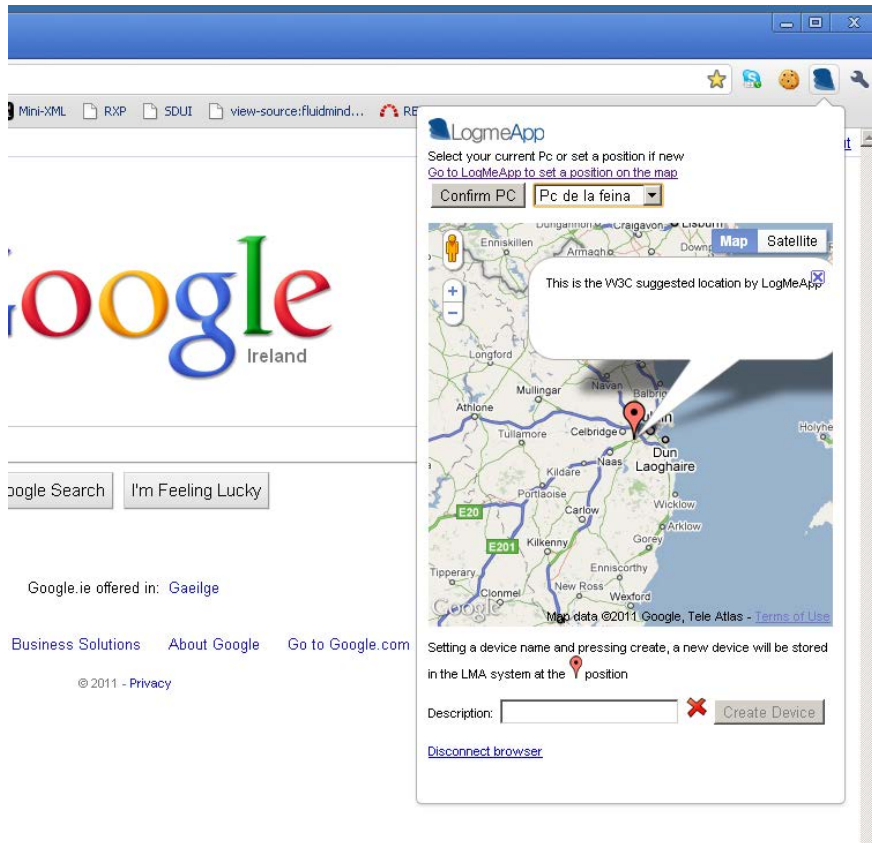 Mini-XML RXP SDUI view-source:fluidmind... RE
LogmeApp
Select your current Pc or set a position if new
Go to LogMeApp to set a position on the map
Confirm PC Pc de la feina
Map Satellite
This is the W3C suggested location by LogMeApp
Dungannon Craigavon Lisburn
Enniskillen
Armagh
Longford
Mullingar Navan
Athlone
Tullamore Celbridge
Dun
Laoghaire
Holyhe
Kildare Naas
Portlaoise
Wicklow
E20
Carlow
Arklow
E201 Kilkenny Gorey
Tipperary
Enniscorthy
Clonmel New Ross
Wexford
Google
Map data ©2011 Google, Tele Atlas - Terms of Use
Setting a device name and pressing create, a new device will be stored
in the LMA system at the position
Description: Create Device
Disconnect browser
oogle
Ireland
oogle Search I'm Feeling Lucky
Google.ie offered in: Gaeilge
Business Solutions About Google Go to Google.com
© 2011 - Privacy